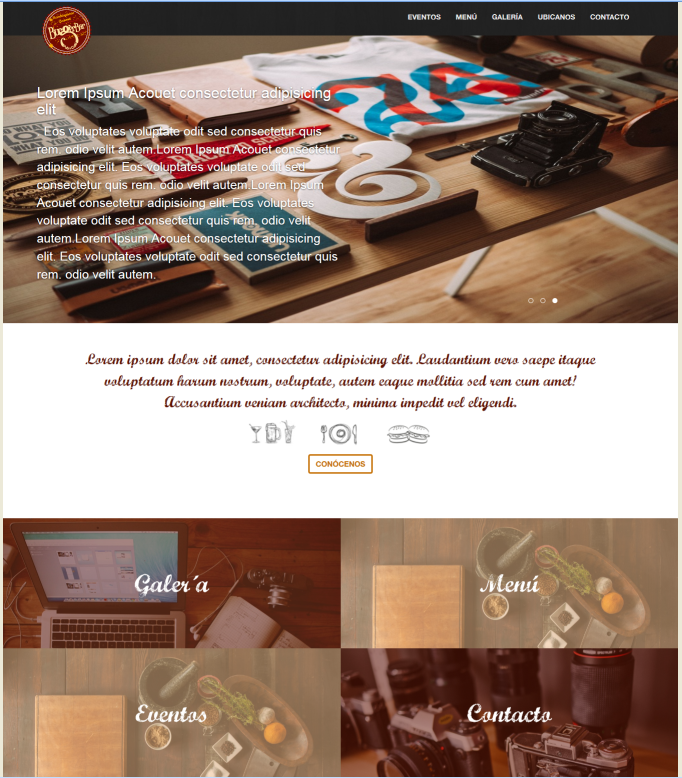 EVENTOS MENÚ GALERÍA UBICANOS CONTACTO
Lorem Ipsum Acouet consectetur adipisicing
elit
Eos voluptates voluptate odit sed consectetur quis
rem. odio velit autem.Lorem Ipsum Acouet consectetur
adipisicing elit. Eos voluptates voluptate odit sed
consectetur quis rem. odio velit autem.Lorem Ipsum
Acouet consectetur adipisicing elit. Eos voluptates
voluptate odit sed consectetur quis rem. odio velit
autem.Lorem Ipsum Acouet consectetur adipisicing
elit. Eos voluptates voluptate odit sed consectetur quis
rem. odio velit autem.
Lorem ipsum dolor sit amet, consectetur adipisicing elit. Laudantium vero saepe itaque
voluptatum harum nostrum, voluptate, autem eaque mollitia sed rem cum amet!
Accusantium veniam architecto, minima impedit vel eligendi.
CONÓCENOS
Galer´a
Menú
Eventos
Contacto